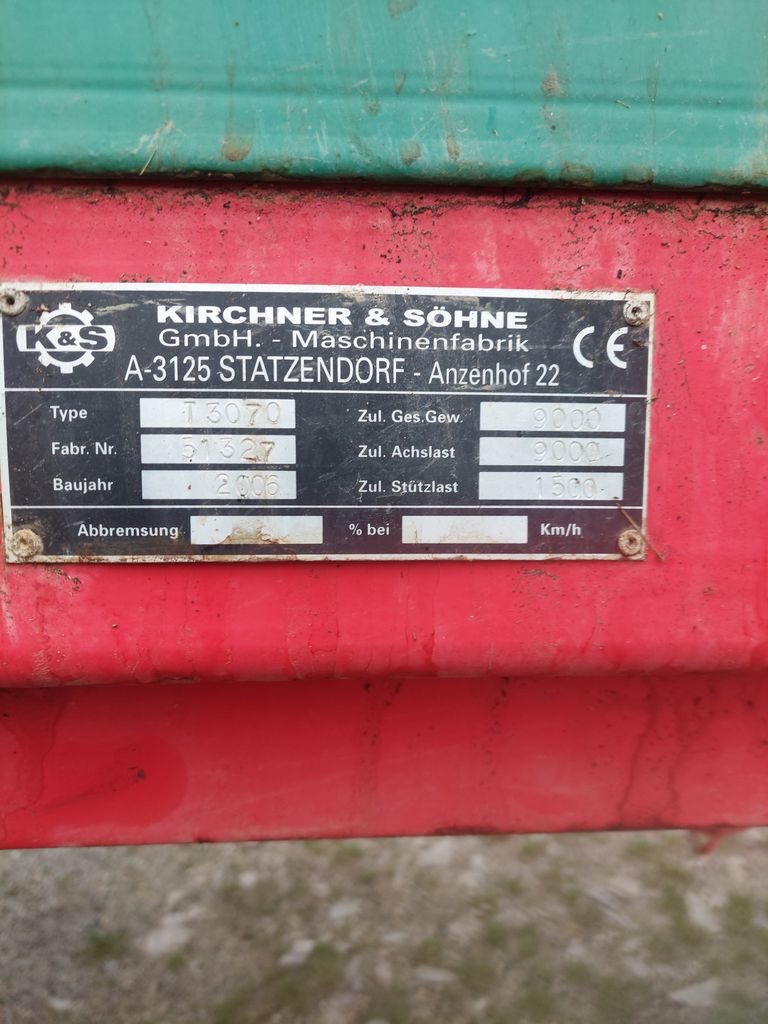 K&S
KIRCHNER & SÖHNE
GmbH. - Maschinenfabrik
A-3125 STATZENDORF - Anzenhof 22
CE
Type T3070 Zul. Ges.Gew. 9000
Fabr. Nr. 51327 Zul. Achslast 9000
Baujahr 2006 Zul. Stützlast 1500
Abbremsung % bei Km/h